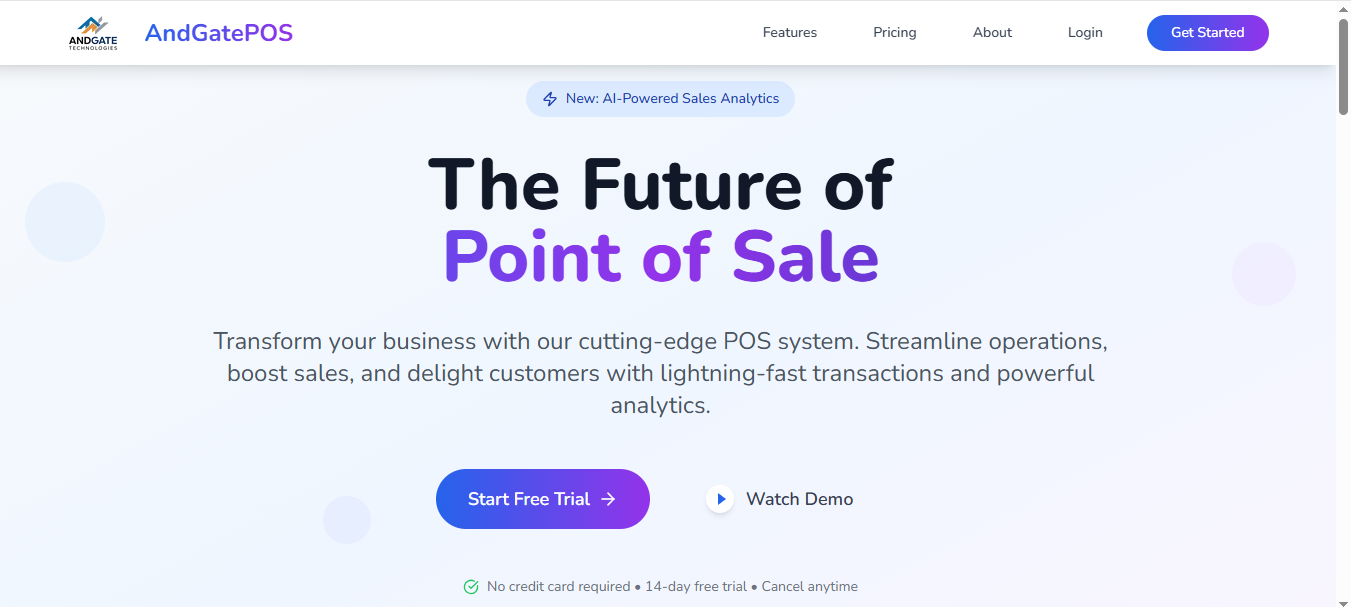 ANDGATE
TECHNOLOGIES
AndGatePOS
Features
Pricing
About
Login
Get Started
New: AI-Powered Sales Analytics
The Future of
Point of Sale
Transform your business with our cutting-edge POS system. Streamline operations,
boost sales, and delight customers with lightning-fast transactions and powerful
analytics.
Start Free Trial
Watch Demo
No credit card required • 14-day free trial • Cancel anytime